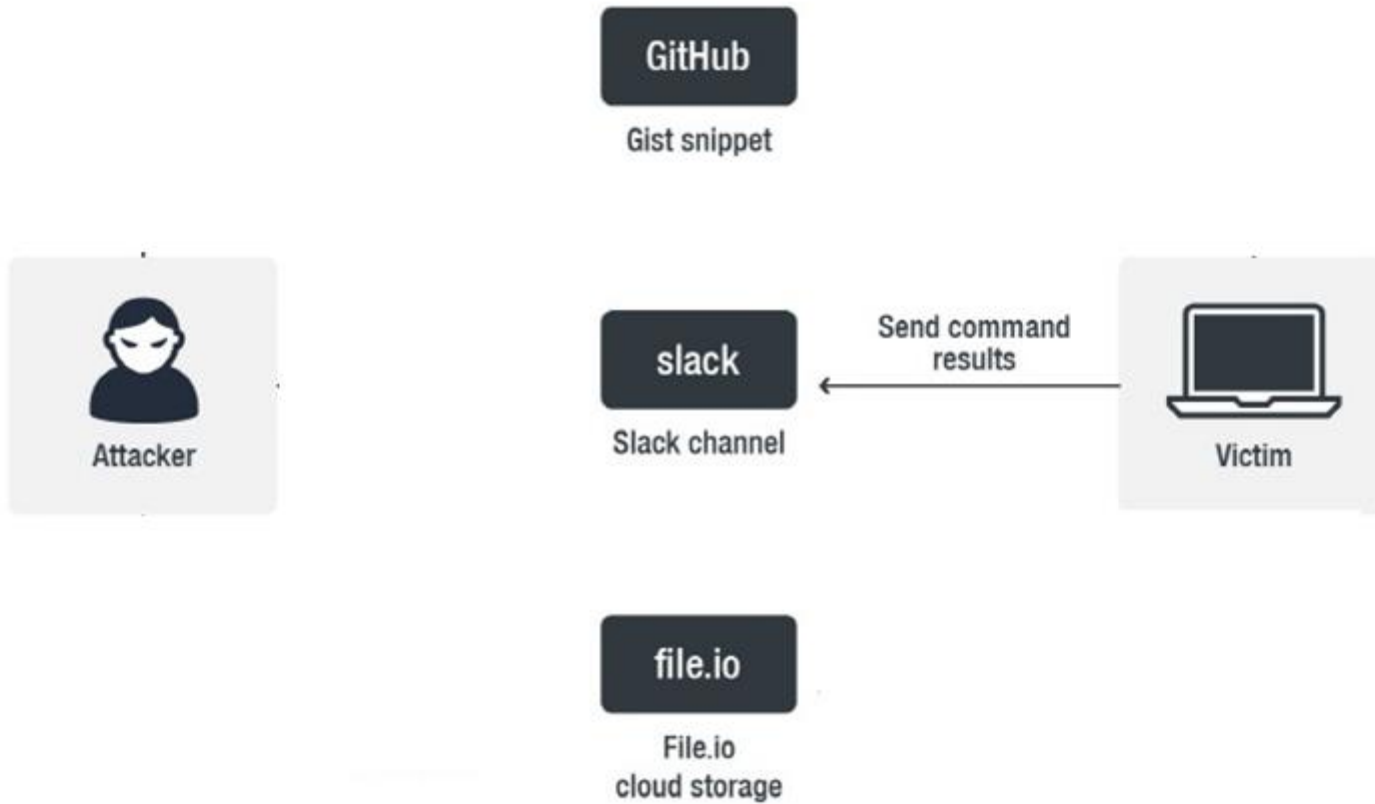 GitHub
Gist snippet
Attacker
slack
Slack channel
Send command
results
Victim
file.io
File.io
cloud storage